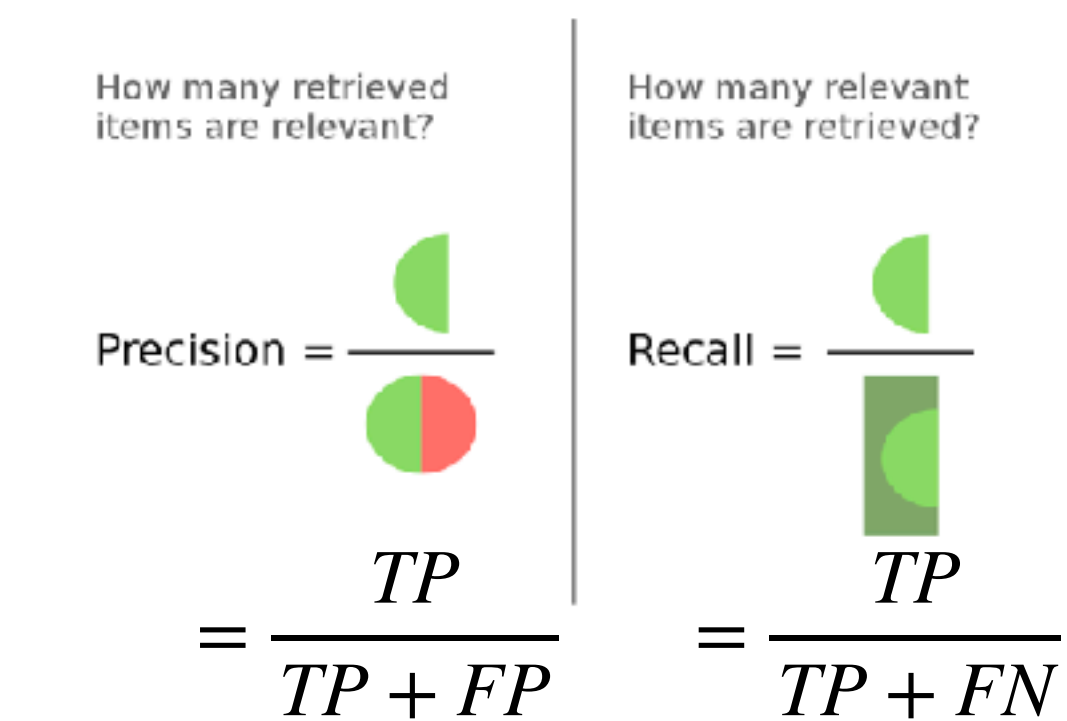 How many retrieved
items are relevant?
Precision =
TP
= TP + FP
How many relevant
items are retrieved?
Recall =
TP
= TP + FN